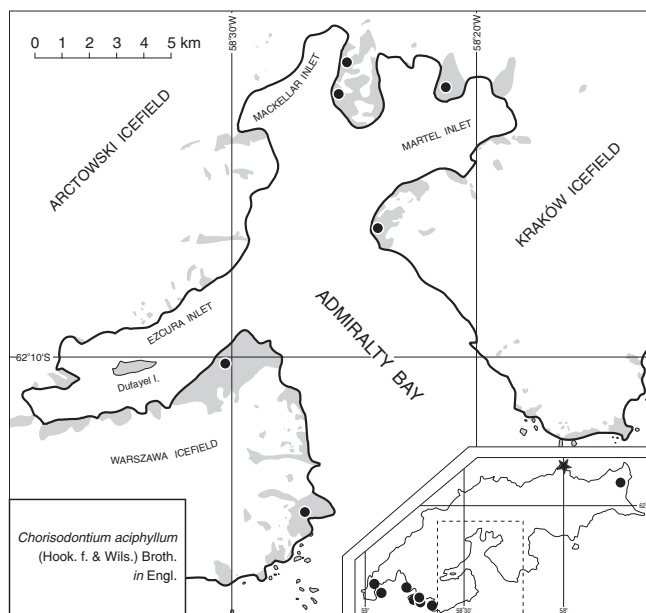 58°30'W
58°20'W
0 1 2 3 4 5 km
MACKELLAR INLET
MARTEL INLET
ARCTOWSKI ICEFIELD
KRAKÓW ICEFIELD
ADMIRALTY BAY
EZCURA INLET
62°10'S
Dufayel I.
WARSZAWA ICEFIELD
Chorisodontium aciphyllum
(Hook. f. & Wils.) Broth.
in Engl.
62°
59°
58°30'
58°